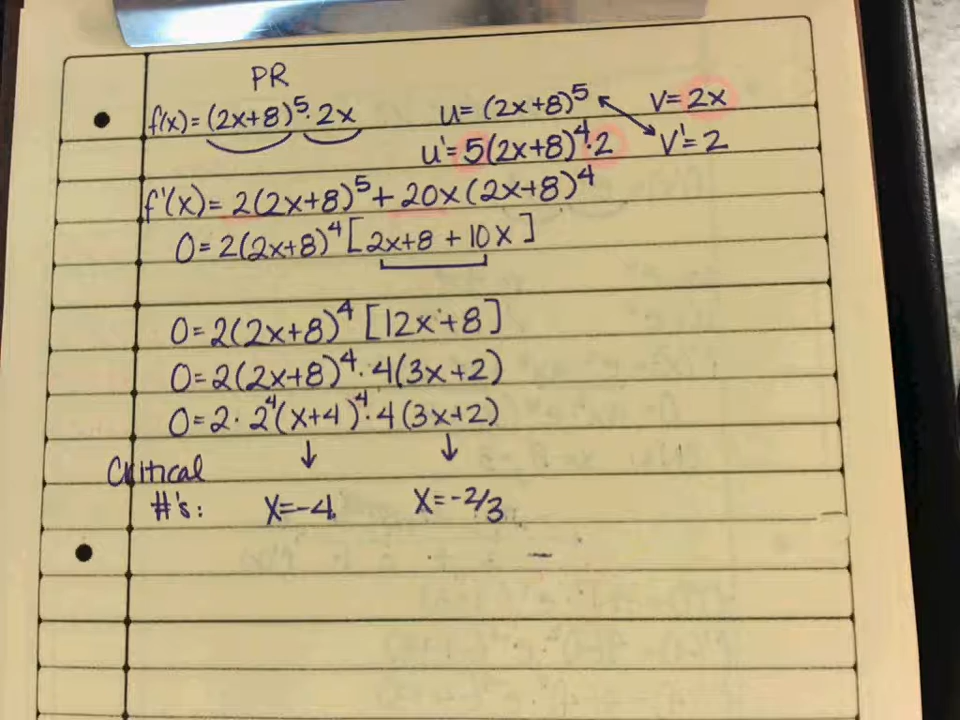 PR
f(x) = (2x+8)⁵ · 2x u = (2x+8)⁵ v = 2x
u' = 5(2x+8)⁴ · 2 v' = 2
f'(x) = 2(2x+8)⁵ + 20x(2x+8)⁴
0 = 2(2x+8)⁴ [2x+8 + 10x]
0 = 2(2x+8)⁴ [12x+8]
0 = 2(2x+8)⁴ · 4(3x+2)
0 = 2 · 2⁴(x+4)⁴ · 4(3x+2)
↓ ↓
Critical
#'s: x = -4 x = -2/3